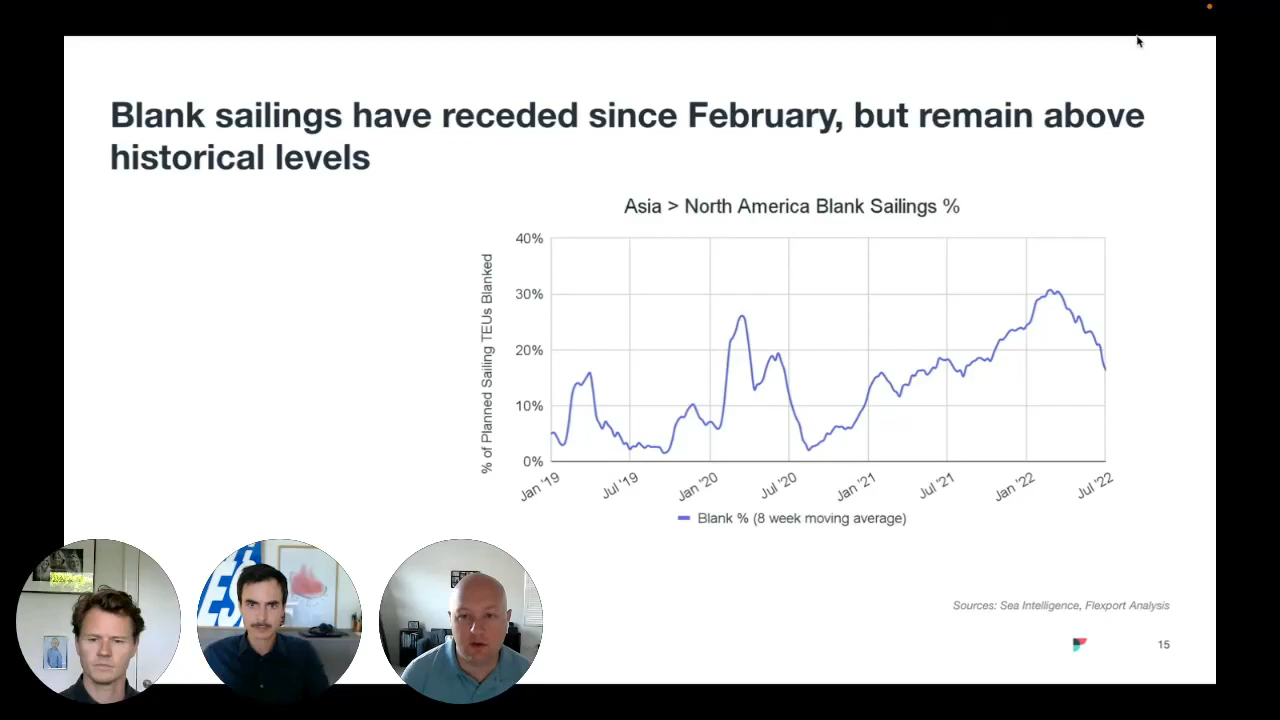 Blank sailings have receded since February, but remain above
historical levels
Asia > North America Blank Sailings %
% of Planned Sailing TEUs Blanked
40%
30%
20%
10%
0%
Jan '19
Jul '19
Jan '20
Jul '20
Jan '21
Jul '21
Jan '22
Jul '22
Blank % (8 week moving average)
Sources: Sea Intelligence, Flexport Analysis
15
ES